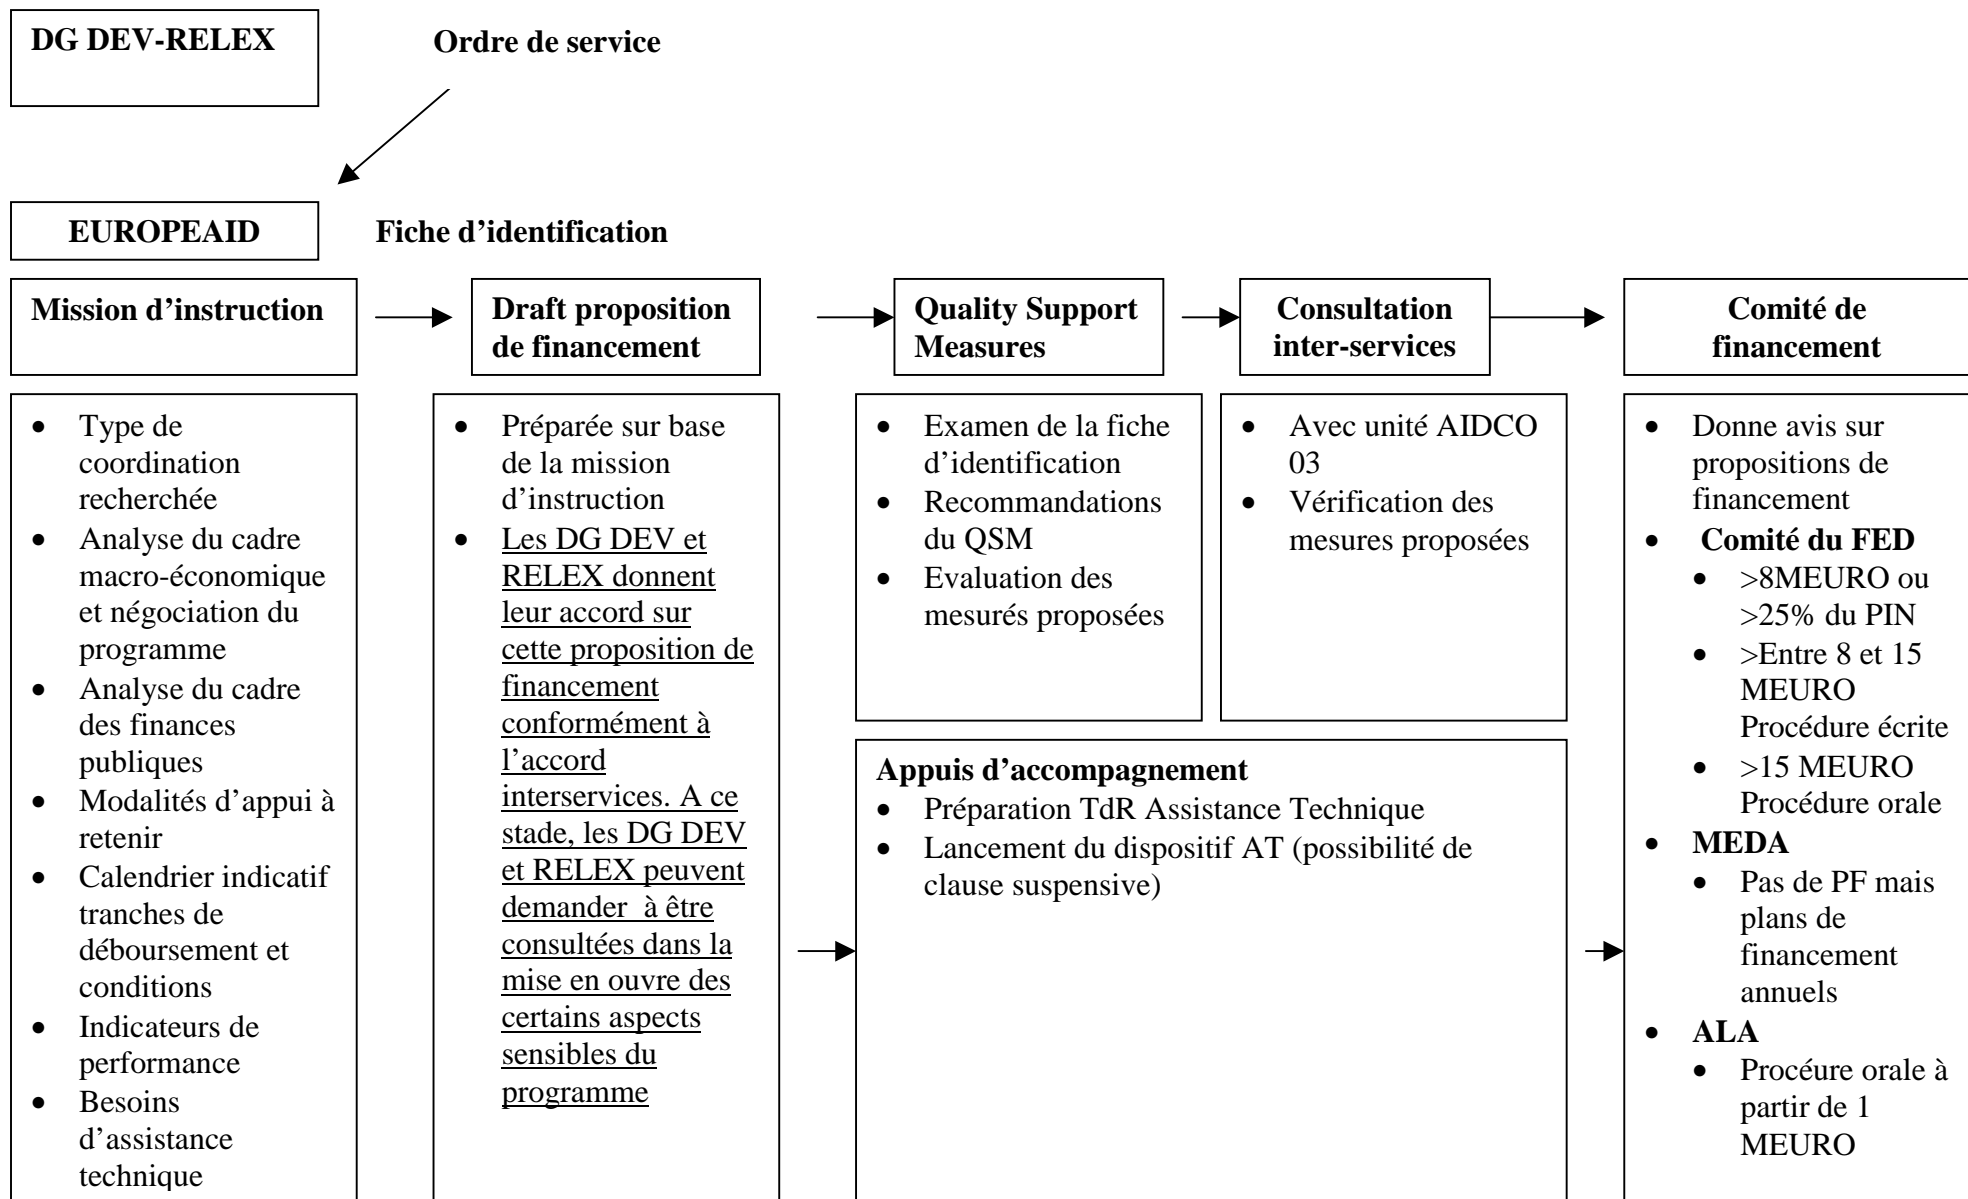 DG DEV-RELEX
Ordre de service
EUROPEAID
Fiche d’identification
Mission d’instruction
Draft proposition
de financement
Quality Support
Measures
Consultation
inter-services
Comité de
financement
• Type de
coordination
recherchée
• Analyse du cadre
macro-économique
et négociation du
programme
• Analyse du cadre
des finances
publiques
• Modalités d’appui à
retenir
• Calendrier indicatif
tranches de
déboursement et
conditions
• Indicateurs de
performance
• Besoins
d’assistance
technique
• Préparée sur base
de la mission
d’instruction
• Les DG DEV et
RELEX donnent
leur accord sur
cette proposition de
financement
conformément à
l’accord
interservices. A ce
stade, les DG DEV
et RELEX peuvent
demander à être
consultées dans la
mise en ouvre des
certains aspects
sensibles du
programme
• Examen de la fiche
d’identification
• Recommandations
du QSM
• Evaluation des
mesurés proposées
• Avec unité AIDCO
03
• Vérification des
mesures proposées
Appuis d’accompagnement
• Préparation TdR Assistance Technique
• Lancement du dispositif AT (possibilité de
clause suspensive)
• Donne avis sur
propositions de
financement
• Comité du FED
• >8MEURO ou
>25% du PIN
• >Entre 8 et 15
MEURO
Procédure écrite
• >15 MEURO
Procédure orale
• MEDA
• Pas de PF mais
plans de
financement
annuels
• ALA
• Procéure orale à
partir de 1
MEURO